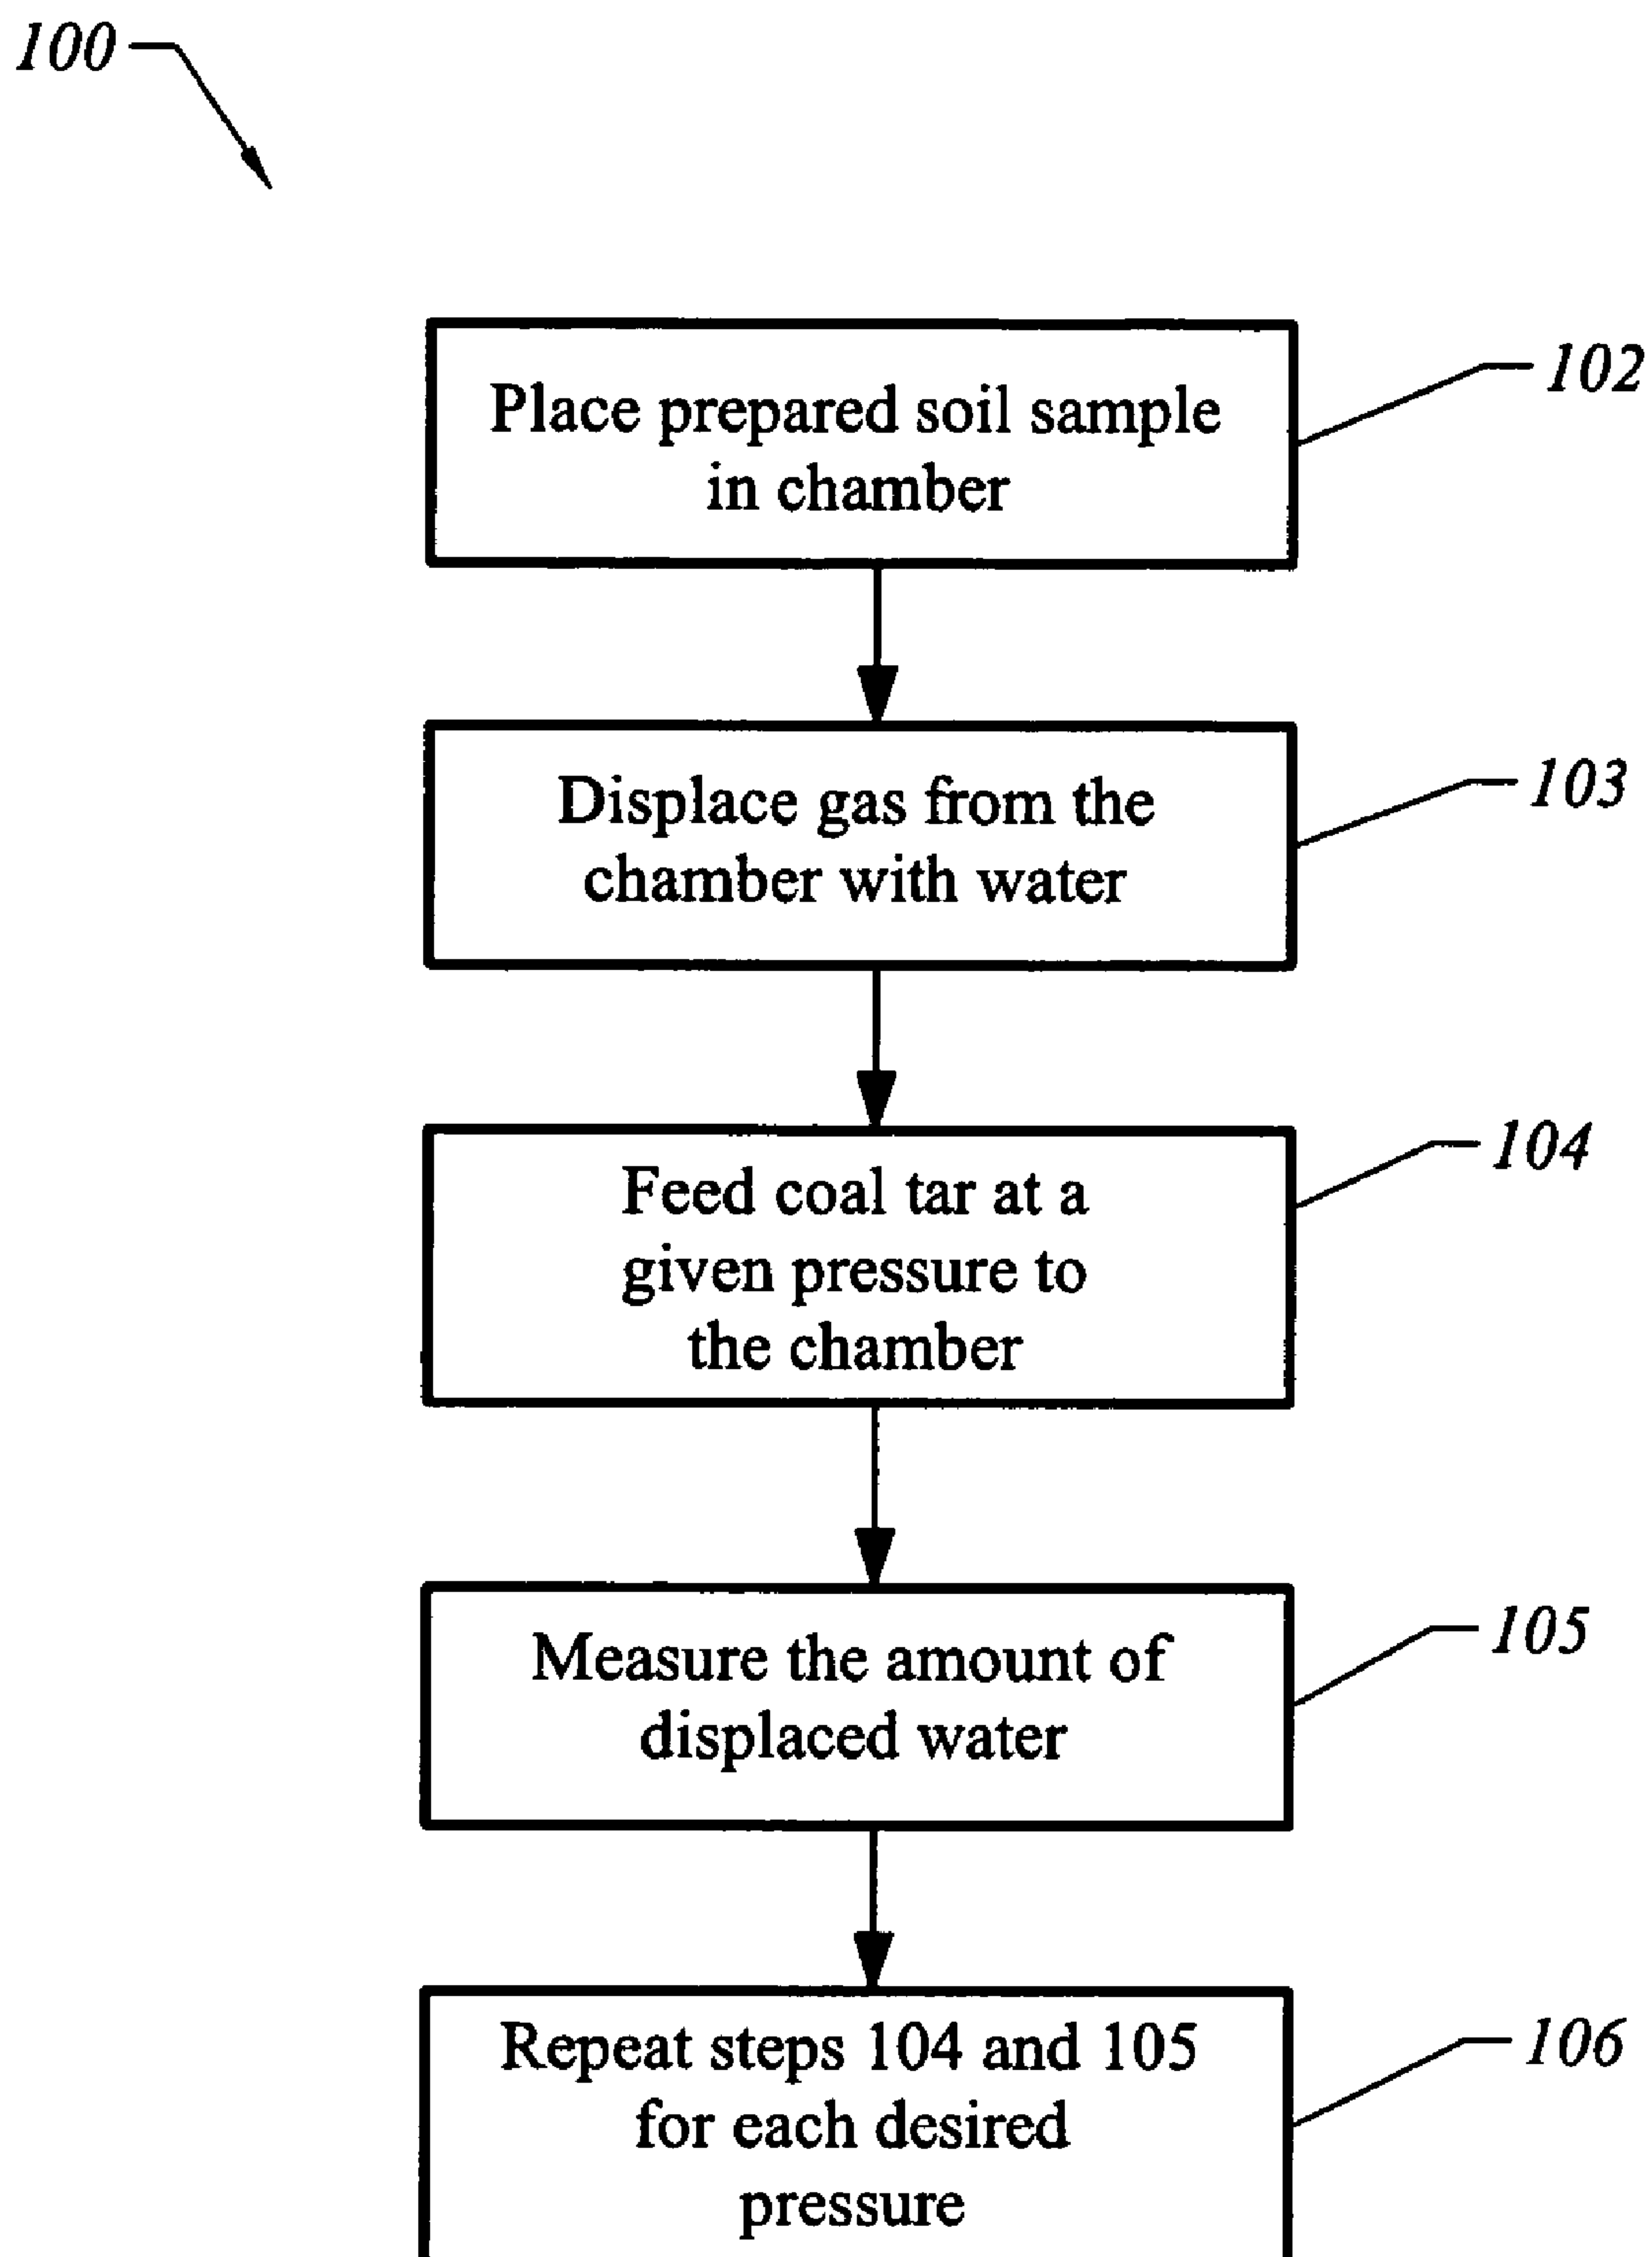 100
Place prepared soil sample
in chamber
102
Displace gas from the
chamber with water
103
Feed coal tar at a
given pressure to
the chamber
104
Measure the amount of
displaced water
105
Repeat steps 104 and 105
for each desired
pressure
106